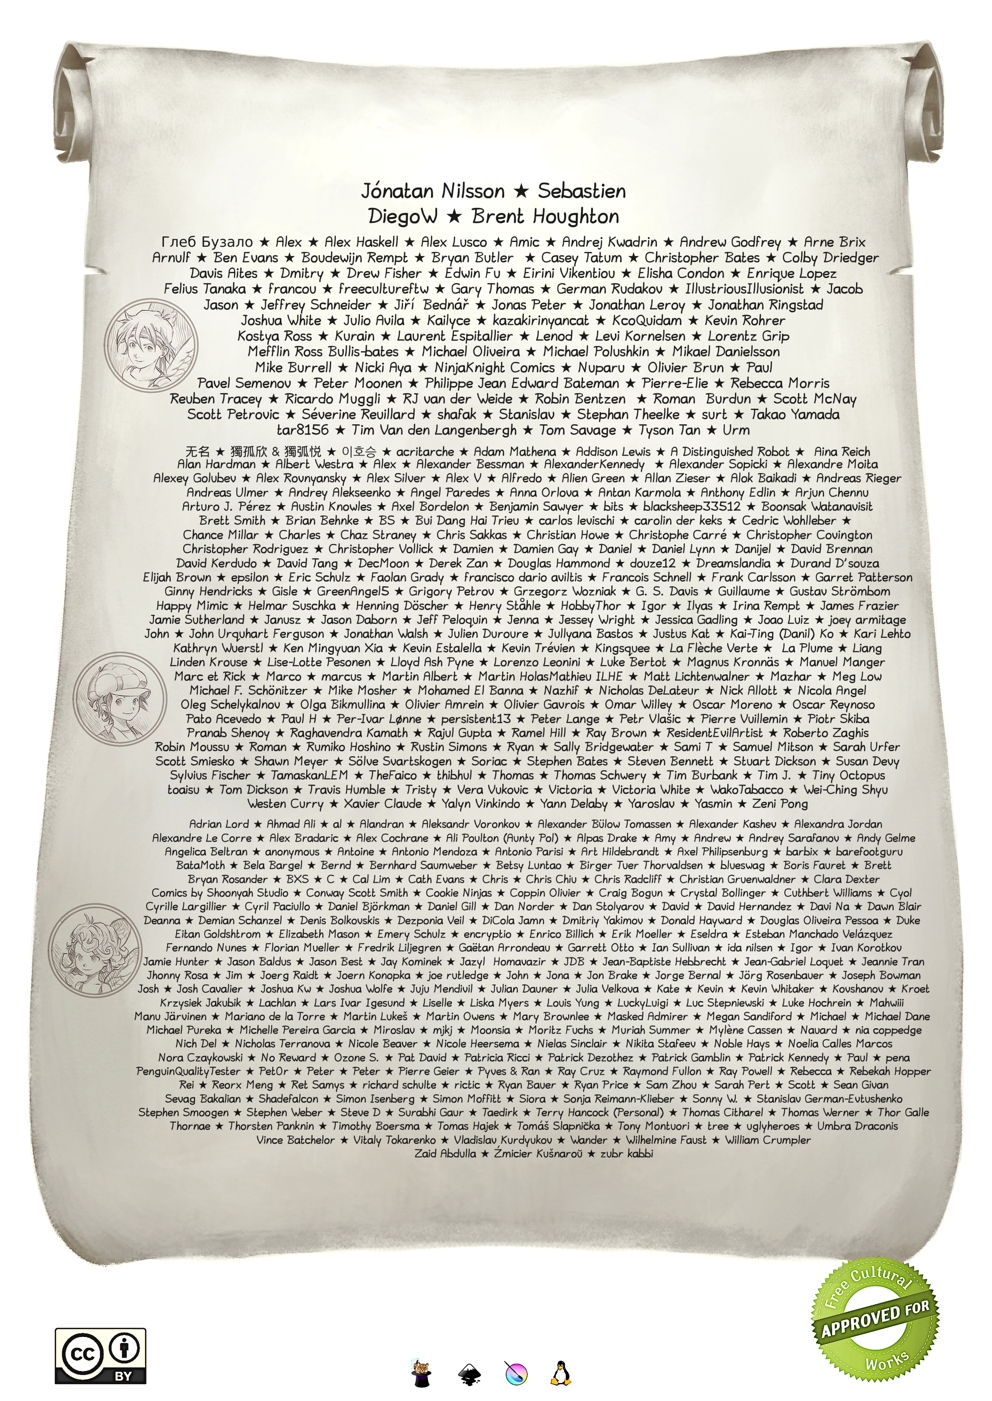 Jónatan Nilsson ★ Sebastien
DiegoW ★ Brent Houghton
Глеб Бузало ★ Alex ★ Alex Haskell ★ Alex Lusco ★ Amic ★ Andrej Kwadrin ★ Andrew Godfrey ★ Arne Brix
Arnulf ★ Ben Evans ★ Boudewijn Rempt ★ Bryan Butler ★ Casey Tatum ★ Christopher Bates ★ Colby Driedger
Davis Aites ★ Dmitry ★ Drew Fisher ★ Edwin Fu ★ Eirini Vikentiou ★ Elisha Condon ★ Enrique Lopez
Felius Tanaka ★ francou ★ freecultureftw ★ Gary Thomas ★ German Rudakov ★ IllustriousIllusionist ★ Jacob
Jason ★ Jeffrey Schneider ★ Jiří Bednář ★ Jonas Peter ★ Jonathan Leroy ★ Jonathan Ringstad
Joshua White ★ Julio Avila ★ Kailyce ★ kazakirinyancat ★ KcoQuidam ★ Kevin Rohrer
Kostya Ross ★ Kurain ★ Laurent Espitallier ★ Lenod ★ Levi Kornelsen ★ Lorentz Grip
Mefflin Ross Bullis-bates ★ Michael Oliveira ★ Michael Polushkin ★ Mikael Danielsson
Mike Burrell ★ Nicki Aya ★ NinjaKnight Comics ★ Nuparu ★ Olivier Brun ★ Paul
Pavel Semenov ★ Peter Moonen ★ Philippe Jean Edward Bateman ★ Pierre-Elie ★ Rebecca Morris
Reuben Tracey ★ Ricardo Muggli ★ RJ van der Weide ★ Robin Bentzen ★ Roman Burdun ★ Scott McNay
Scott Petrovic ★ Séverine Reuillard ★ shafak ★ Stanislav ★ Stephan Theelke ★ surt ★ Takao Yamada
tar8156 ★ Tim Van den Langenbergh ★ Tom Savage ★ Tyson Tan ★ Urm
无名 ★ 獨孤欣 & 獨弧悦 ★ 이호승 ★ acritarche ★ Adam Mathena ★ Addison Lewis ★ A Distinguished Robot ★ Aina Reich
Alan Hardman ★ Albert Westra ★ Alex ★ Alexander Bessman ★ AlexanderKennedy ★ Alexander Sopicki ★ Alexandre Moita
Alexey Golubev ★ Alex Rovnyansky ★ Alex Silver ★ Alex V ★ Alfredo ★ Alien Green ★ Allan Zieser ★ Alok Baikadi ★ Andreas Rieger
Andreas Ulmer ★ Andrey Alekseenko ★ Angel Paredes ★ Anna Orlova ★ Antan Karmola ★ Anthony Edlin ★ Arjun Chennu
Arturo J. Pérez ★ Austin Knowles ★ Axel Bordelon ★ Benjamin Sawyer ★ bits ★ blacksheep33512 ★ Boonsak Watanavisit
Brett Smith ★ Brian Behnke ★ BS ★ Bui Dang Hai Trieu ★ carlos levischi ★ carolin der keks ★ Cedric Wohlleber ★
Chance Millar ★ Charles ★ Chaz Straney ★ Chris Sakkas ★ Christian Howe ★ Christophe Carré ★ Christopher Covington
Christopher Rodriguez ★ Christopher Vollick ★ Damien ★ Damien Gay ★ Daniel ★ Daniel Lynn ★ Danijel ★ David Brennan
David Kerdudo ★ David Tang ★ DecMoon ★ Derek Zan ★ Douglas Hammond ★ douze12 ★ Dreamslandia ★ Durand D'souza
Elijah Brown ★ epsilon ★ Eric Schulz ★ Faolan Grady ★ francisco dario aviltis ★ Francois Schnell ★ Frank Carlsson ★ Garret Patterson
Ginny Hendricks ★ Gisle ★ GreenAngel5 ★ Grigory Petrov ★ Grzegorz Wozniak ★ G. S. Davis ★ Guillaume ★ Gustav Strömbom
Happy Mimic ★ Helmar Suschka ★ Henning Döscher ★ Henry Ståhle ★ HobbyThor ★ Igor ★ Ilyas ★ Irina Rempt ★ James Frazier
Jamie Sutherland ★ Janusz ★ Jason Daborn ★ Jeff Peloquin ★ Jenna ★ Jessey Wright ★ Jessica Gadling ★ Joao Luiz ★ joey armitage
John ★ John Urquhart Ferguson ★ Jonathan Walsh ★ Julien Duroure ★ Jullyana Bastos ★ Justus Kat ★ Kai-Ting (Danil) Ko ★ Kari Lehto
Kathryn Wuerstl ★ Ken Mingyuan Xia ★ Kevin Estalella ★ Kevin Trévien ★ Kingsquee ★ La Flèche Verte ★ La Plume ★ Liang
Linden Krouse ★ Lise-Lotte Pesonen ★ Lloyd Ash Pyne ★ Lorenzo Leonini ★ Luke Bertot ★ Magnus Kronnäs ★ Manuel Manger
Marc et Rick ★ Marco ★ marcus ★ Martin Albert ★ Martin HolasMathieu ILHE ★ Matt Lichtenwalner ★ Mazhar ★ Meg Low
Michael F. Schönitzer ★ Mike Mosher ★ Mohamed El Banna ★ Nazhif ★ Nicholas DeLateur ★ Nick Allott ★ Nicola Angel
Oleg Schelykalnov ★ Olga Bikmullina ★ Olivier Amrein ★ Olivier Gavrois ★ Omar Willey ★ Oscar Moreno ★ Oscar Reynoso
Pato Acevedo ★ Paul H ★ Per-Ivar Lønne ★ persistent13 ★ Peter Lange ★ Petr Vlašic ★ Pierre Vuillemin ★ Piotr Skiba
Pranab Shenoy ★ Raghavendra Kamath ★ Rajul Gupta ★ Ramel Hill ★ Ray Brown ★ ResidentEvilArtist ★ Roberto Zaghis
Robin Moussu ★ Roman ★ Rumiko Hoshino ★ Rustin Simons ★ Ryan ★ Sally Bridgewater ★ Sami T ★ Samuel Mitson ★ Sarah Urfer
Scott Smiesko ★ Shawn Meyer ★ Sölve Svartskogen ★ Soriac ★ Stephen Bates ★ Steven Bennett ★ Stuart Dickson ★ Susan Devy
Sylvius Fischer ★ TamaskanLEM ★ TheFaico ★ thibhul ★ Thomas ★ Thomas Schwery ★ Tim Burbank ★ Tim J. ★ Tiny Octopus
toaisu ★ Tom Dickson ★ Travis Humble ★ Tristy ★ Vera Vukovic ★ Victoria ★ Victoria White ★ WakoTabacco ★ Wei-Ching Shyu
Westen Curry ★ Xavier Claude ★ Yalyn Vinkindo ★ Yann Delaby ★ Yaroslav ★ Yasmin ★ Zeni Pong
Adrian Lord ★ Ahmad Ali ★ al ★ Alandran ★ Aleksandr Voronkov ★ Alexander Bülow Tomassen ★ Alexander Kashev ★ Alexandra Jordan
Alexandre Le Corre ★ Alex Bradaric ★ Alex Cochrane ★ Ali Poulton (Aunty Pol) ★ Alpas Drake ★ Amy ★ Andrew ★ Andrey Sarafanov ★ Andy Gelme
Angelica Beltran ★ anonymous ★ Antoine ★ Antonio Mendoza ★ Antonio Parisi ★ Art Hildebrandt ★ Axel Philipsenburg ★ barbix ★ barefootguru
BataMoth ★ Bela Bargel ★ Bernd ★ Bernhard Saumweber ★ Betsy Luntao ★ Birger Tuer Thorvaldsen ★ blueswag ★ Boris Fauret ★ Brett
Bryan Rosander ★ BXS ★ C ★ Cal Lim ★ Cath Evans ★ Chris ★ Chris Chiu ★ Chris Radcliff ★ Christian Gruenwaldner ★ Clara Dexter
Comics by Shoonyah Studio ★ Conway Scott Smith ★ Cookie Ninjas ★ Coppin Olivier ★ Craig Bogun ★ Crystal Bollinger ★ Cuthbert Williams ★ Cyol
Cyrille Largillier ★ Cyril Paciullo ★ Daniel Björkman ★ Daniel Gill ★ Dan Norder ★ Dan Stolyarov ★ David ★ David Hernandez ★ Davi Na ★ Dawn Blair
Deanna ★ Demian Schanzel ★ Denis Bolkovskis ★ Dezponia Veil ★ DiCola Jamn ★ Dmitriy Yakimov ★ Donald Hayward ★ Douglas Oliveira Pessoa ★ Duke
Eitan Goldshtrom ★ Elizabeth Mason ★ Emery Schulz ★ encryptio ★ Enrico Billich ★ Erik Moeller ★ Eseldra ★ Esteban Manchado Velázquez
Fernando Nunes ★ Florian Mueller ★ Fredrik Liljegren ★ Gaëtan Arrondeau ★ Garrett Otto ★ Ian Sullivan ★ ida nilsen ★ Igor ★ Ivan Korotkov
Jamie Hunter ★ Jason Baldus ★ Jason Best ★ Jay Kominek ★ Jazyl Homavazir ★ JDB ★ Jean-Baptiste Hebbrecht ★ Jean-Gabriel Loquet ★ Jeannie Tran
Jhonny Rosa ★ Jim ★ Joerg Raidt ★ Joern Konopka ★ joe rutledge ★ John ★ Jona ★ Jon Brake ★ Jorge Bernal ★ Jörg Rosenbauer ★ Joseph Bowman
Josh ★ Josh Cavalier ★ Joshua Kw ★ Joshua Wolfe ★ Juju Mendivil ★ Julian Dauner ★ Julia Velkova ★ Kate ★ Kevin ★ Kevin Whitaker ★ Kovshanov ★ Kroet
Krzysiek Jakubik ★ Lachlan ★ Lars Ivar Igesund ★ Liselle ★ Liska Myers ★ Louis Yung ★ LuckyLuigi ★ Luc Stepniewski ★ Luke Hochrein ★ Mahwiii
Manu Järvinen ★ Mariano de la Torre ★ Martin Lukeš ★ Martin Owens ★ Mary Brownlee ★ Masked Admirer ★ Megan Sandiford ★ Michael ★ Michael Dane
Michael Pureka ★ Michelle Pereira Garcia ★ Miroslav ★ mjkj ★ Moonsia ★ Moritz Fuchs ★ Muriah Summer ★ Mylène Cassen ★ Navard ★ nia coppedge
Nich Del ★ Nicholas Terranova ★ Nicole Beaver ★ Nicole Heersema ★ Nielas Sinclair ★ Nikita Stafeev ★ Noble Hays ★ Noelia Calles Marcos
Nora Czaykowski ★ No Reward ★ Ozone S. ★ Pat David ★ Patricia Ricci ★ Patrick Dezothez ★ Patrick Gamblin ★ Patrick Kennedy ★ Paul ★ pena
PenguinQualityTester ★ Pet0r ★ Peter ★ Peter ★ Pierre Geier ★ Pyves & Ran ★ Ray Cruz ★ Raymond Fullon ★ Ray Powell ★ Rebecca ★ Rebekah Hopper
Rei ★ Reorx Meng ★ Ret Samys ★ richard schulte ★ rictic ★ Ryan Bauer ★ Ryan Price ★ Sam Zhou ★ Sarah Pert ★ Scott ★ Sean Givan
Sevag Bakalian ★ Shadefalcon ★ Simon Isenberg ★ Simon Moffitt ★ Siora ★ Sonja Reimann-Klieber ★ Sonny W. ★ Stanislav German-Evtushenko
Stephen Smoogen ★ Stephen Weber ★ Steve D ★ Surabhi Gaur ★ Taedirk ★ Terry Hancock (Personal) ★ Thomas Citharel ★ Thomas Werner ★ Thor Galle
Thornae ★ Thorsten Panknin ★ Timothy Boersma ★ Tomas Hajek ★ Tomáš Slapnička ★ Tony Montuori ★ tree ★ uglyheroes ★ Umbra Draconis
Vince Batchelor ★ Vitaly Tokarenko ★ Vladislav Kurdyukov ★ Wander ★ Wilhelmine Faust ★ William Crumpler
Zaid Abdulla ★ Źmicier Kušnaroŭ ★ zubr kabbi
Free Cultural
APPROVED FOR
Works
cc
BY